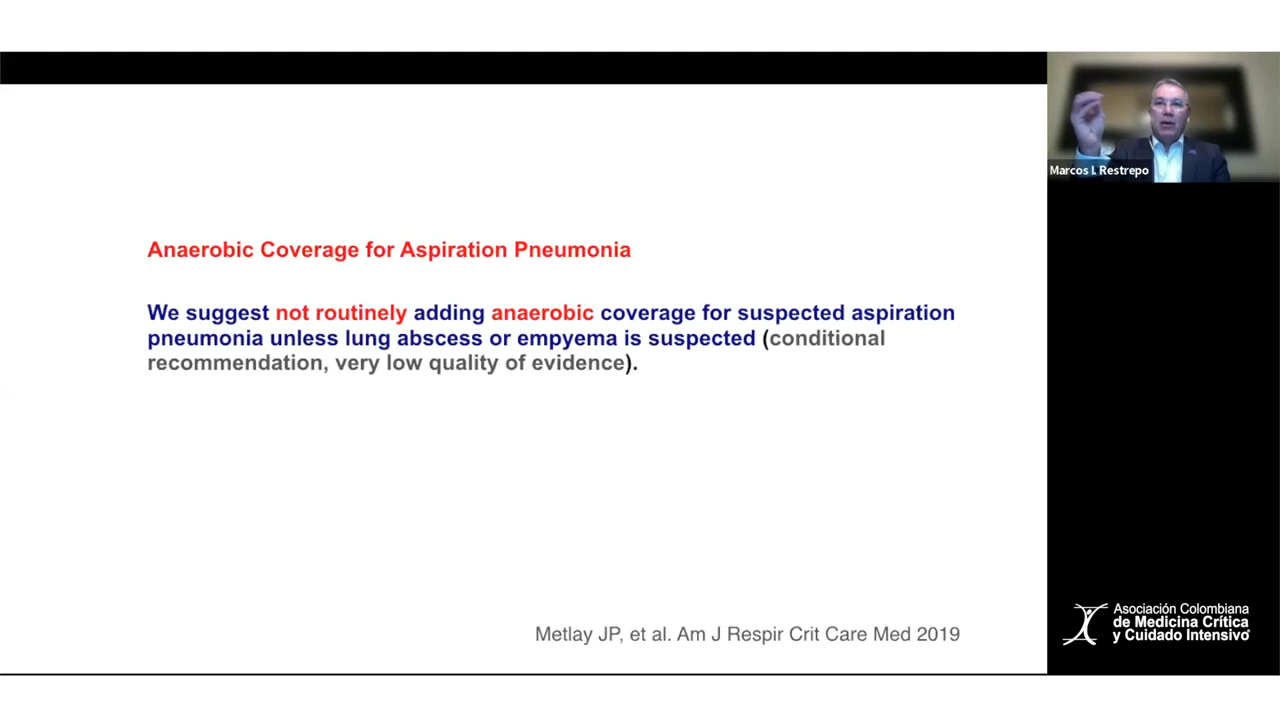 Anaerobic Coverage for Aspiration Pneumonia
We suggest not routinely adding anaerobic coverage for suspected aspiration
pneumonia unless lung abscess or empyema is suspected (conditional
recommendation, very low quality of evidence).
Metlay JP, et al. Am J Respir Crit Care Med 2019
Marcos I. Restrepo
Asociación Colombiana
de Medicina Crítica
y Cuidado Intensivo